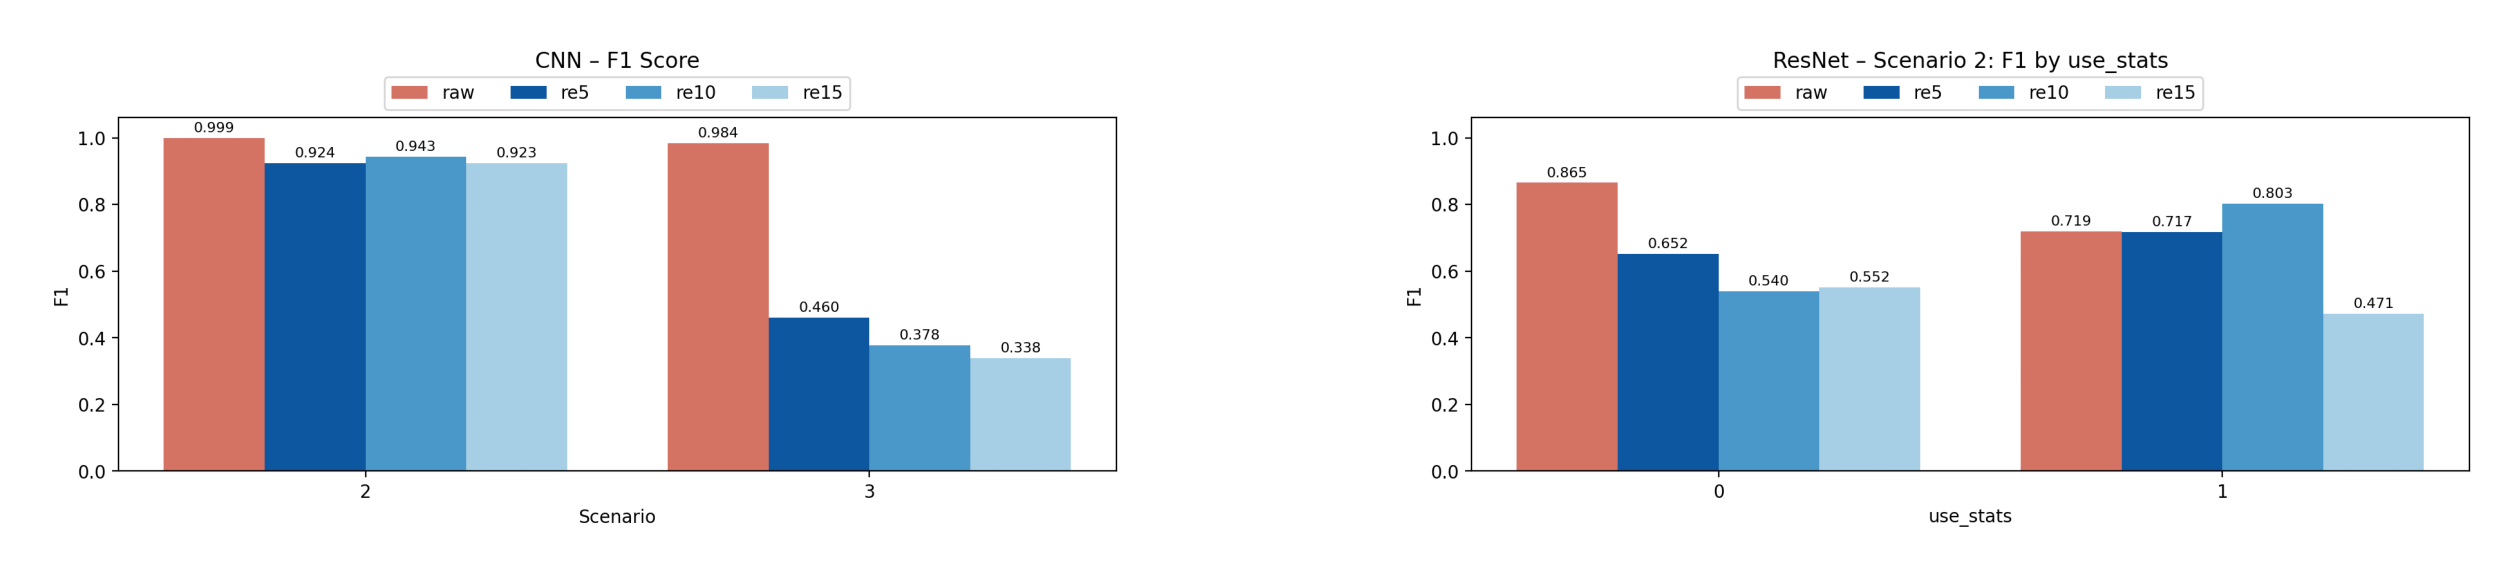 CNN – F1 Score
raw re5 re10 re15
0.999 0.924 0.943 0.923 0.984 0.460 0.378 0.338
1.0
0.8
0.6
0.4
0.2
0.0
F1
2 3
Scenario
ResNet – Scenario 2: F1 by use_stats
raw re5 re10 re15
0.865 0.652 0.540 0.552 0.719 0.717 0.803 0.471
1.0
0.8
0.6
0.4
0.2
0.0
F1
0 1
use_stats